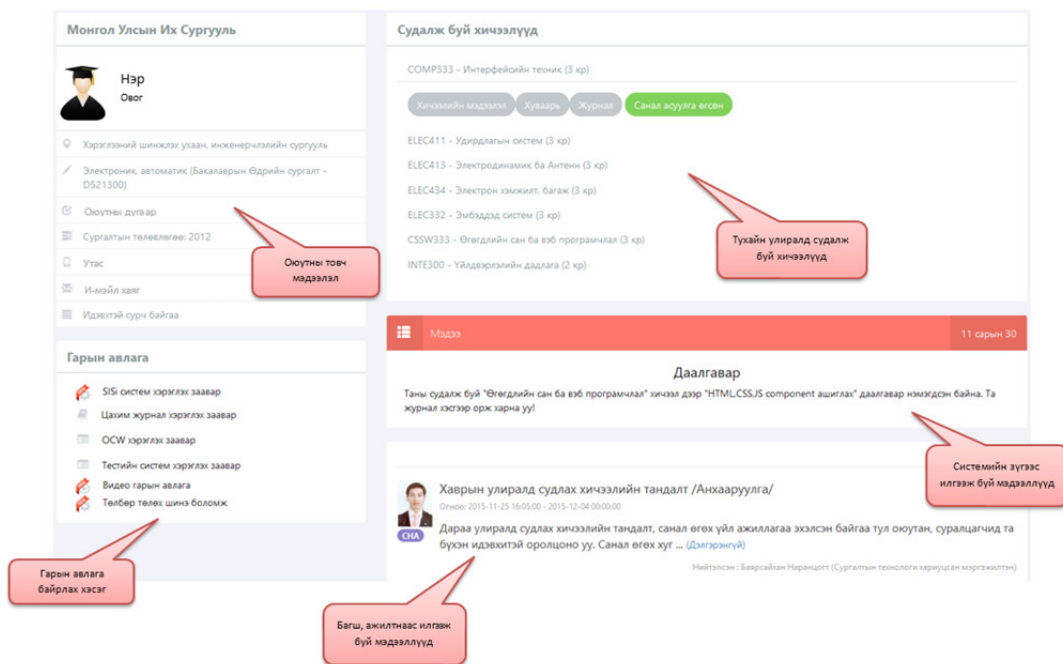 Монгол Улсын Их Сургууль
Нэр
Овог
Хэрэглээний шинжлэх ухаан, инженерчлэлийн сургууль
Электроник, автоматик (Бакалаврын Өдрийн сургалт -
D521300)
Оюутны дугаар
Сургалтын төлөвлөгөө: 2012
Утас
И-мэйл хаяг
Идэвхтэй сурч байгаа
Оюутны товч
мэдээлэл
Гарын авлага
SISi систем хэрэглэх заавар
Цахим журнал хэрэглэх заавар
OCW хэрэглэх заавар
Тестийн систем хэрэглэх заавар
Видео гарын авлага
Төлбөр төлөх шинэ боломж
Гарын авлага
байрлах хэсэг
Судалж буй хичээлүүд
COMP333 - Интерфейсийн техник (3 кр)
Хичээлийн мэдээлэл
Хуваарь
Журнал
Санал асуулга өгсөн
ELEC411 - Удирдлагын систем (3 кр)
ELEC413 - Электродинамик ба Антенн (3 кр)
ELEC434 - Электрон хэмжилт, багаж (3 кр)
ELEC332 - Эмбэддэд систем (3 кр)
CSSW333 - Өгөгдлийн сан ба вэб програмчлал (3 кр)
INTE300 - Үйлдвэрлэлийн дадлага (2 кр)
Тухайн улиралд судалж
буй хичээлүүд
Мэдээ
11 сарын 30
Даалгавар
Таны судалж буй "Өгөгдлийн сан ба вэб програмчлал" хичээл дээр "HTML,CSS,JS component ашиглах" даалгавар нэмэгдсэн байна. Та
журнал хэсгээр орж харна уу!
Системийн зүгээс
илгээж буй мэдээллүүд
CHA
Хаврын улиралд судлах хичээлийн тандалт /Анхааруулга/
Огноо: 2015-11-25 16:05:00 - 2015-12-04 00:00:00
Дараа улиралд судлах хичээлийн тандалт, санал өгөх үйл ажиллагаа эхэлсэн байгаа тул оюутан, суралцагчид та
бүхэн идэвхитэй оролцоно уу. Санал өгөх хуг ... (Дэлгэрэнгүй)
Нийтэлсэн : Баярсайхан Наранцогт (Сургалтын технологи хариуцсан мэргэжилтэн)
Багш, ажилтнаас илгээж
буй мэдээллүүд